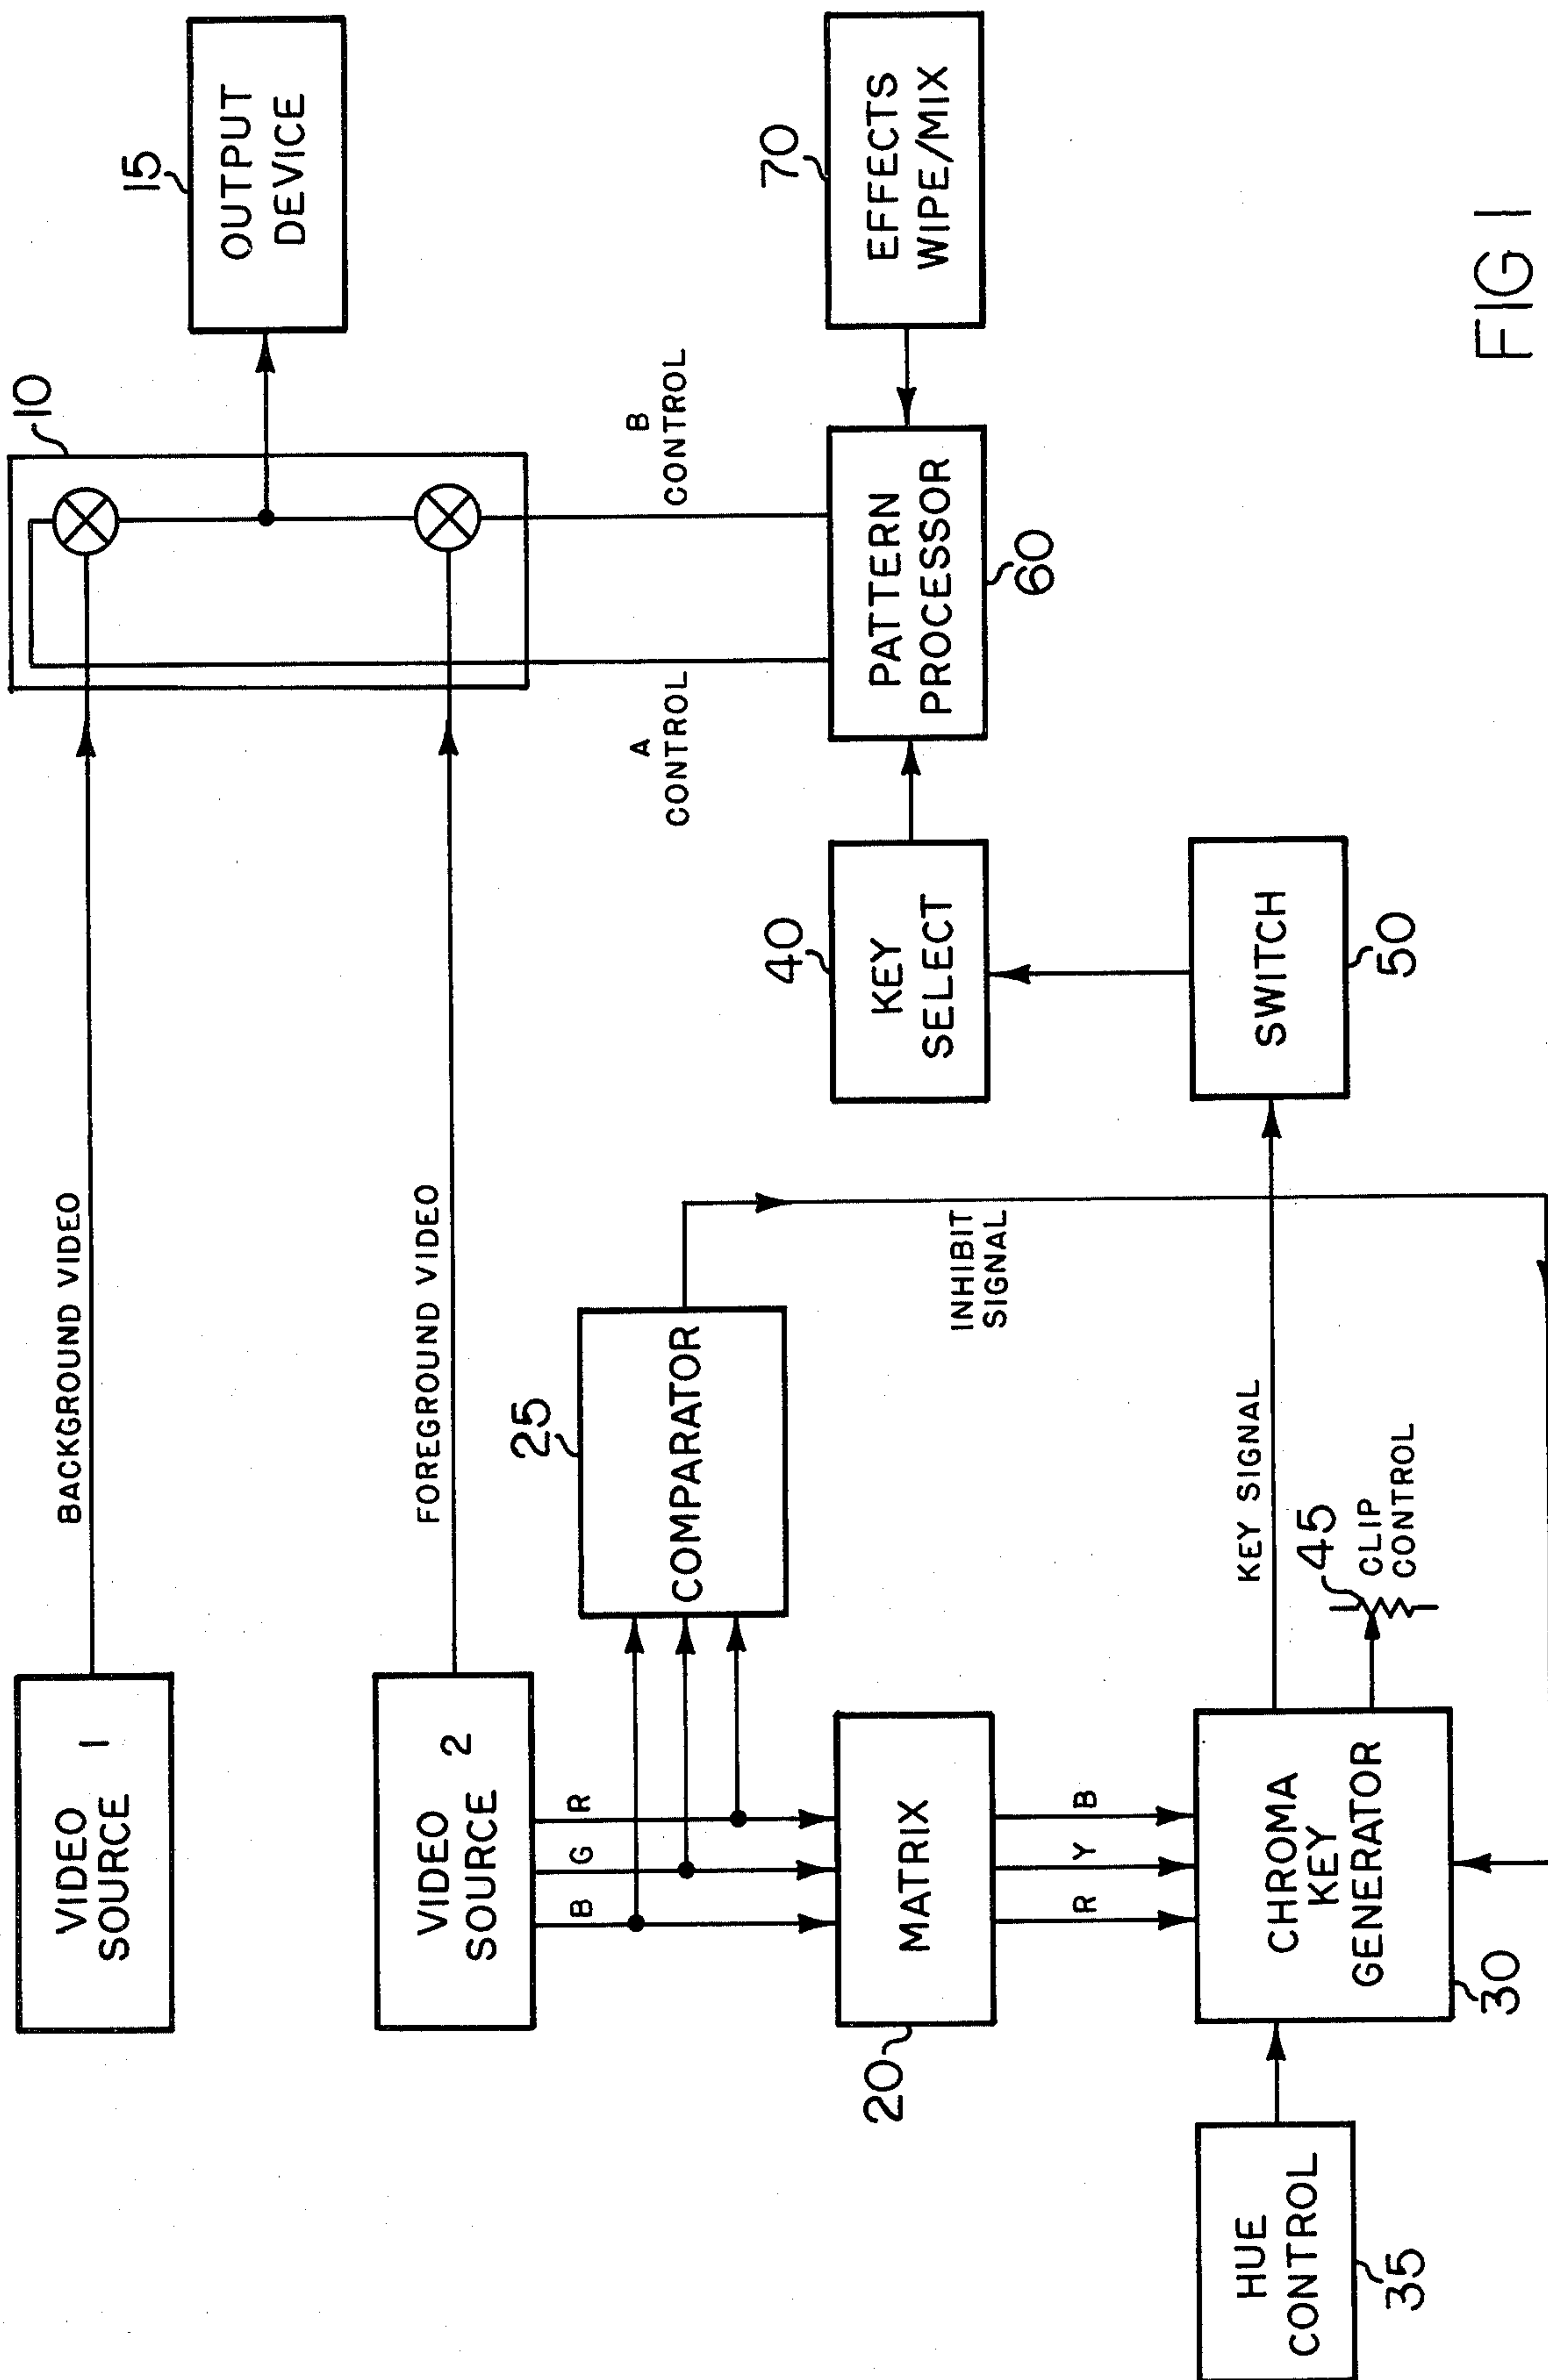 VIDEO
SOURCE 1
BACKGROUND VIDEO
10
15
OUTPUT
DEVICE
VIDEO
SOURCE 2
FOREGROUND VIDEO
B
G
R
25
COMPARATOR
A
CONTROL
B
CONTROL
INHIBIT
SIGNAL
MATRIX
20
R
Y
B
40
KEY
SELECT
PATTERN
PROCESSOR
60
70
EFFECTS
WIPE/MIX
HUE
CONTROL
35
CHROMA
KEY
GENERATOR
30
KEY SIGNAL
45
CLIP
CONTROL
SWITCH
50
FIG 1